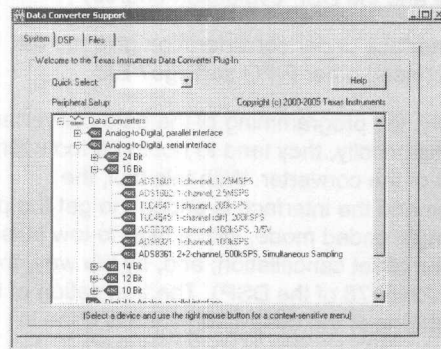 Data Converter Support
System DSP Files
Welcome to the Texas Instruments Data Converter Plug-In
Quick Select:
Help
Peripheral Setup:
Copyright (c) 2000-2005 Texas Instruments
Data Converters
Analog-to-Digital, parallel interface
Analog-to-Digital, serial interface
24 Bit
16 Bit
1-channel, 1.25MSPS
1-channel, 2.5MSPS
TLC4541: 1-channel, 200kSPS
TLC4545: 1-channel (diff), 200kSPS
ADS8320: 1-channel, 100kSPS,
ADS8321: 1-channel, 100kSPS
ADS8361: 2+2-channel, 500kSPS, Simultaneous Sampling
14 Bit
12 Bit
10 Bit
Digital-to-Analog, parallel interface
(Select a device and use the right mouse button for a context-sensitive menu)